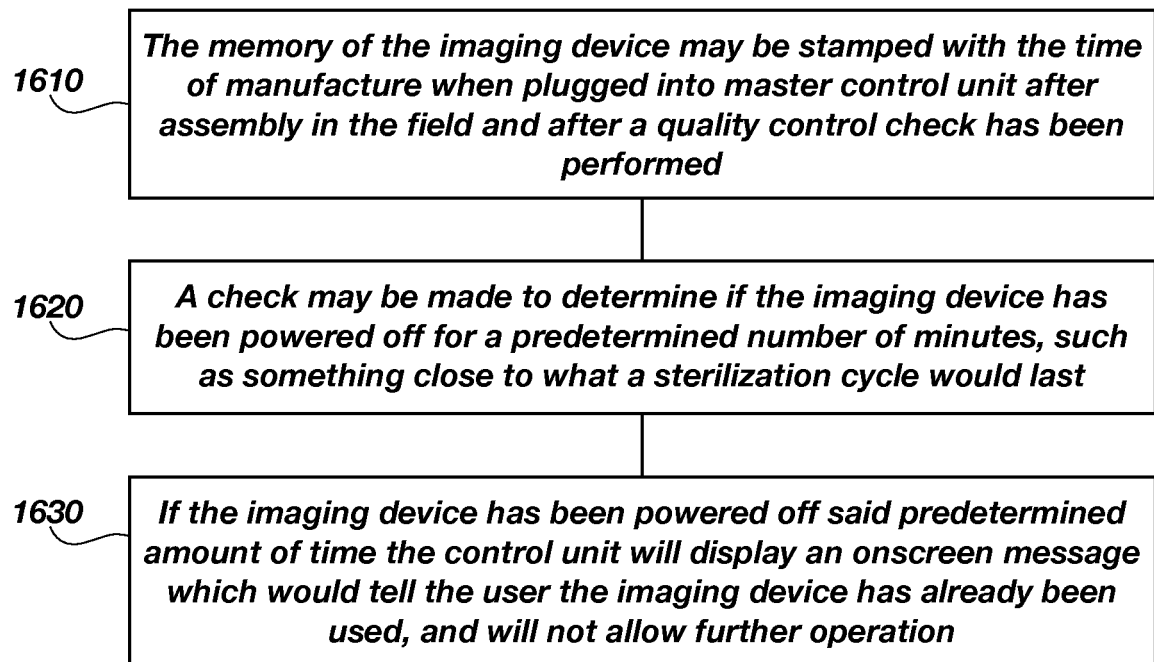 1610
The memory of the imaging device may be stamped with the time
of manufacture when plugged into master control unit after
assembly in the field and after a quality control check has been
performed
1620
A check may be made to determine if the imaging device has
been powered off for a predetermined number of minutes, such
as something close to what a sterilization cycle would last
1630
If the imaging device has been powered off said predetermined
amount of time the control unit will display an onscreen message
which would tell the user the imaging device has already been
used, and will not allow further operation